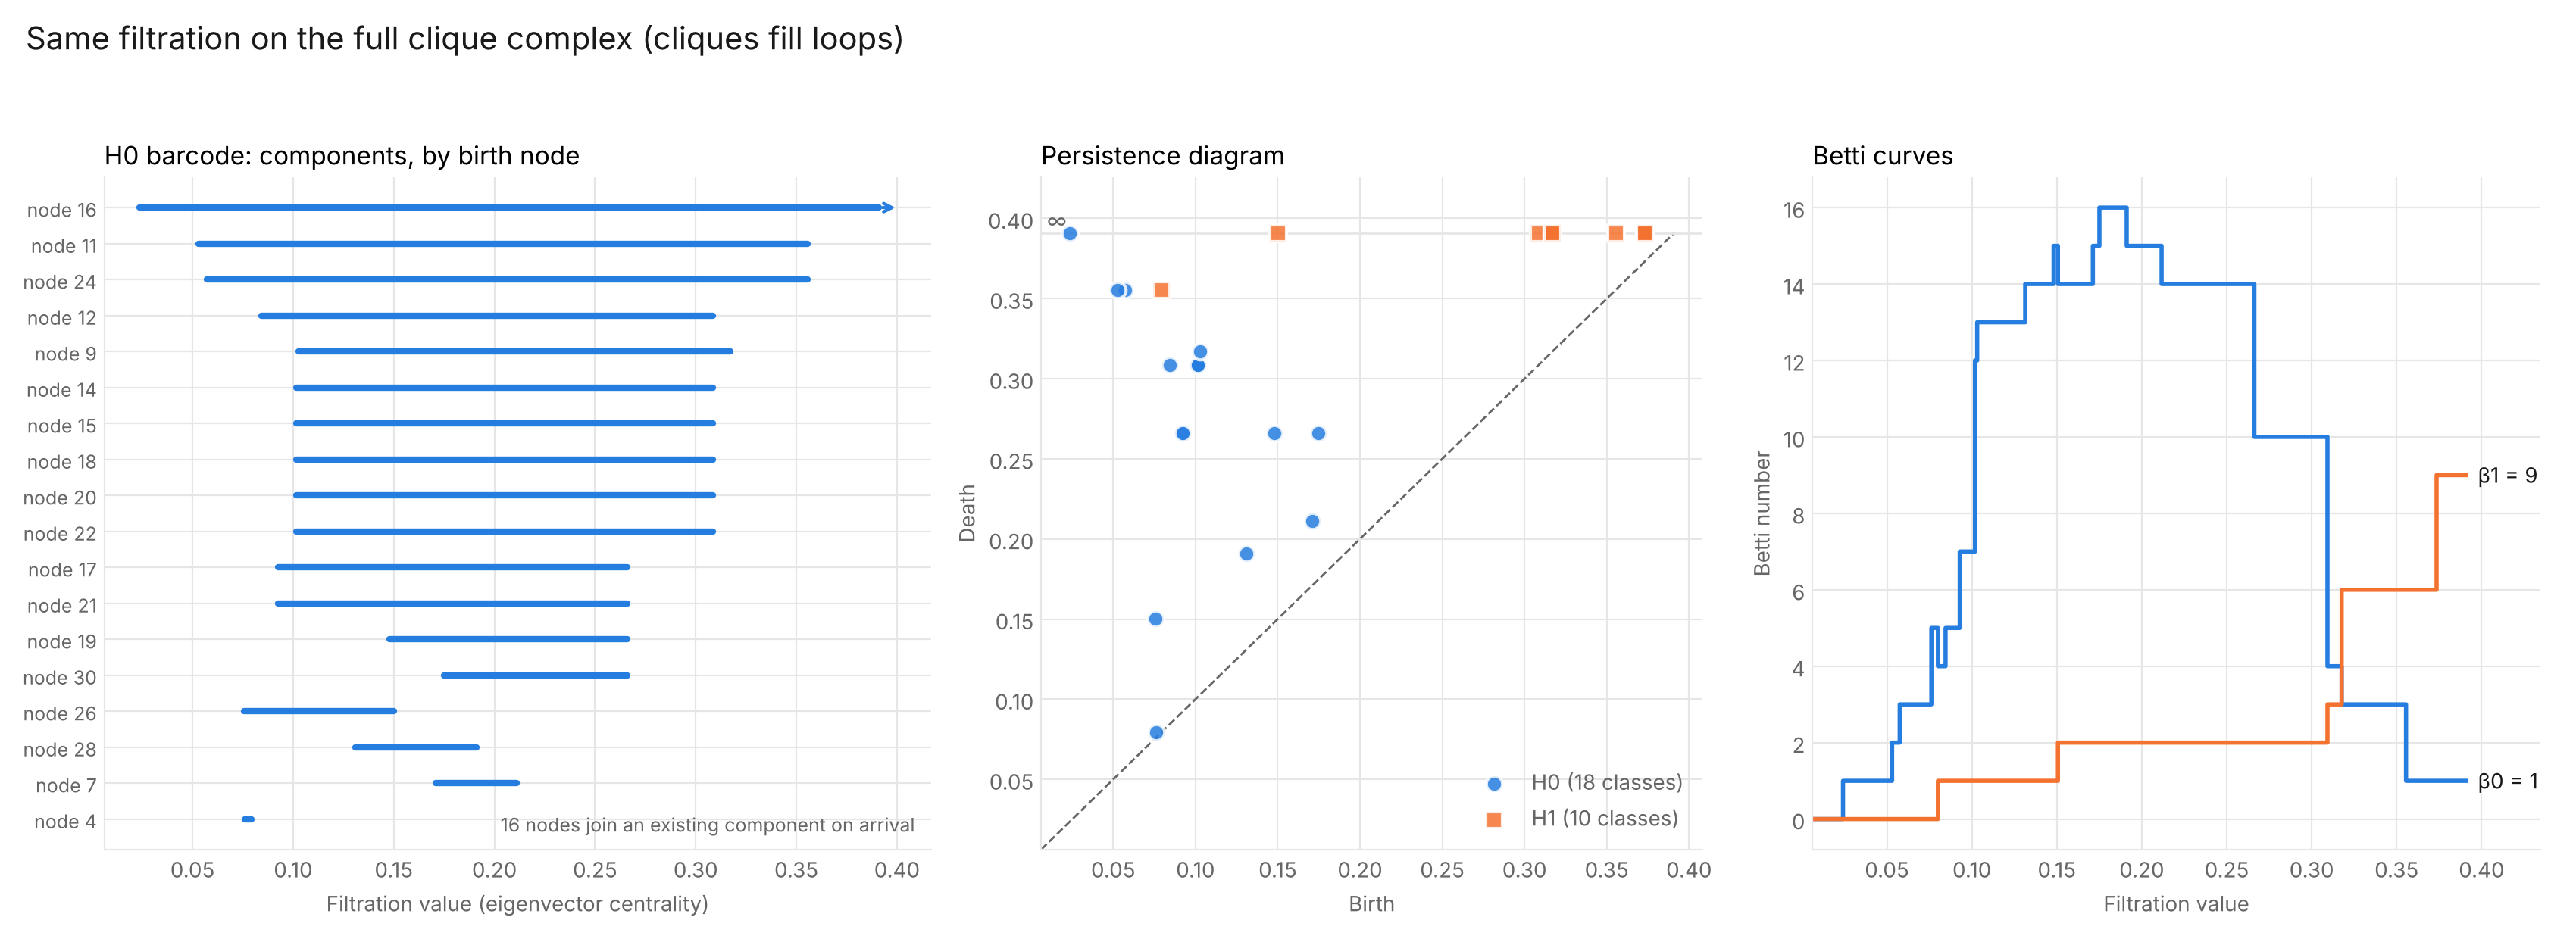 Same filtration on the full clique complex (cliques fill loops)
H0 barcode: components, by birth node
node 16
node 11
node 24
node 12
node 9
node 14
node 15
node 18
node 20
node 22
node 17
node 21
node 19
node 30
node 26
node 28
node 7
node 4
16 nodes join an existing component on arrival
0.05 0.10 0.15 0.20 0.25 0.30 0.35 0.40
Filtration value (eigenvector centrality)
Persistence diagram
Death
0.40
∞
0.35
0.30
0.25
0.20
0.15
0.10
0.05
H0 (18 classes)
H1 (10 classes)
0.05 0.10 0.15 0.20 0.25 0.30 0.35 0.40
Birth
Betti curves
Betti number
16
14
12
10
8
6
4
2
0
β1 = 9
β0 = 1
0.05 0.10 0.15 0.20 0.25 0.30 0.35 0.40
Filtration value